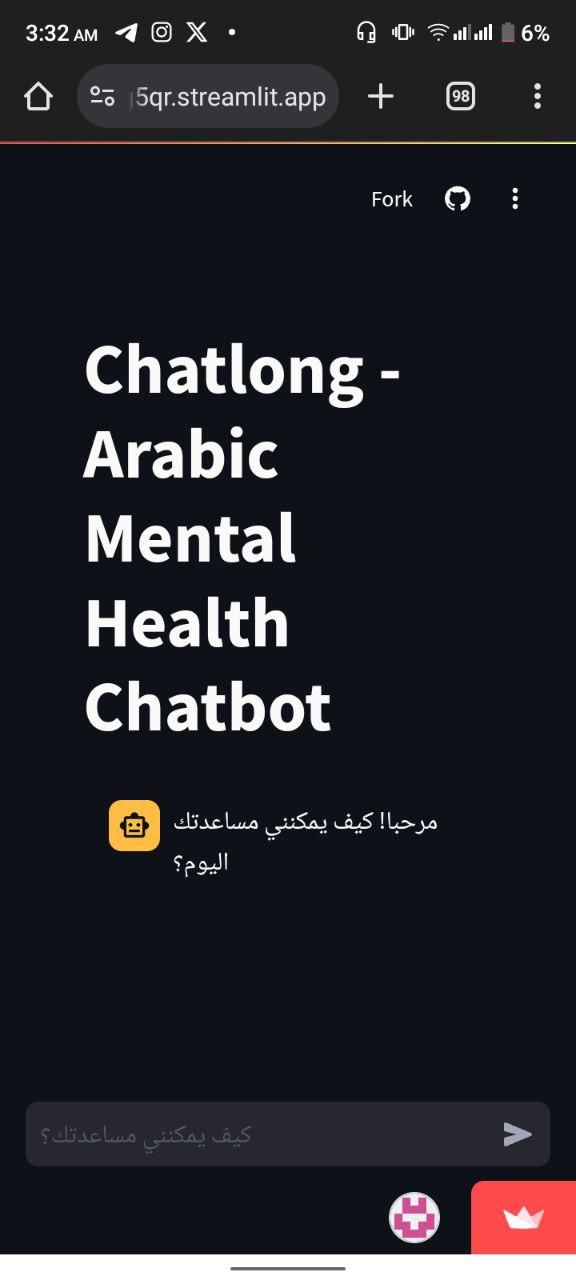 3:32 AM 6%
5qr.streamlit.app 98
Fork
Chatlong -
Arabic
Mental
Health
Chatbot
مرحبا! كيف يمكنني مساعدتك
اليوم؟
كيف يمكنني مساعدتك؟